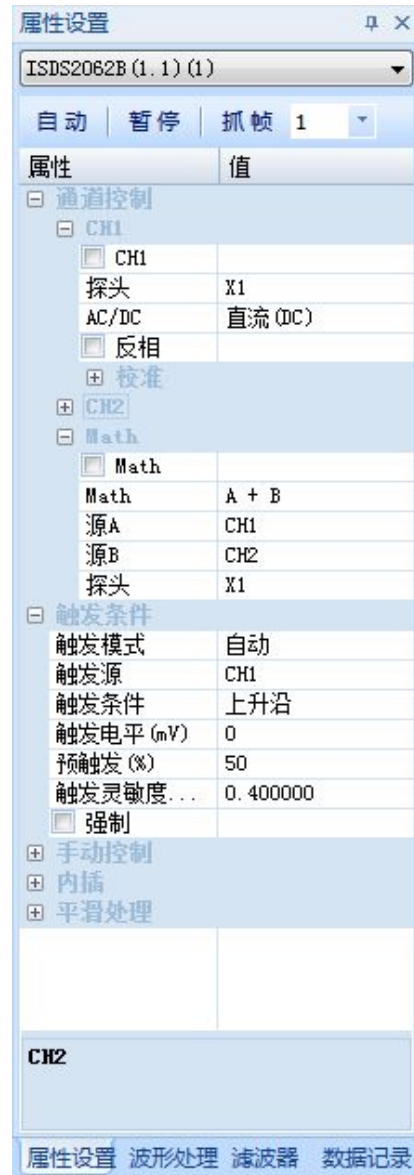 属性设置
ISDS2062B(1.1)(1)
自动 暂停 抓帧 1
属性 值
通道控制
CH1
CH1
探头 X1
AC/DC 直流(DC)
反相
校准
CH2
Math
Math
Math A + B
源A CH1
源B CH2
探头 X1
触发条件
触发模式 自动
触发源 CH1
触发条件 上升沿
触发电平(mV) 0
预触发(%) 50
触发灵敏度... 0.400000
强制
手动控制
内插
平滑处理
CH2
属性设置 波形处理 滤波器 数据记录